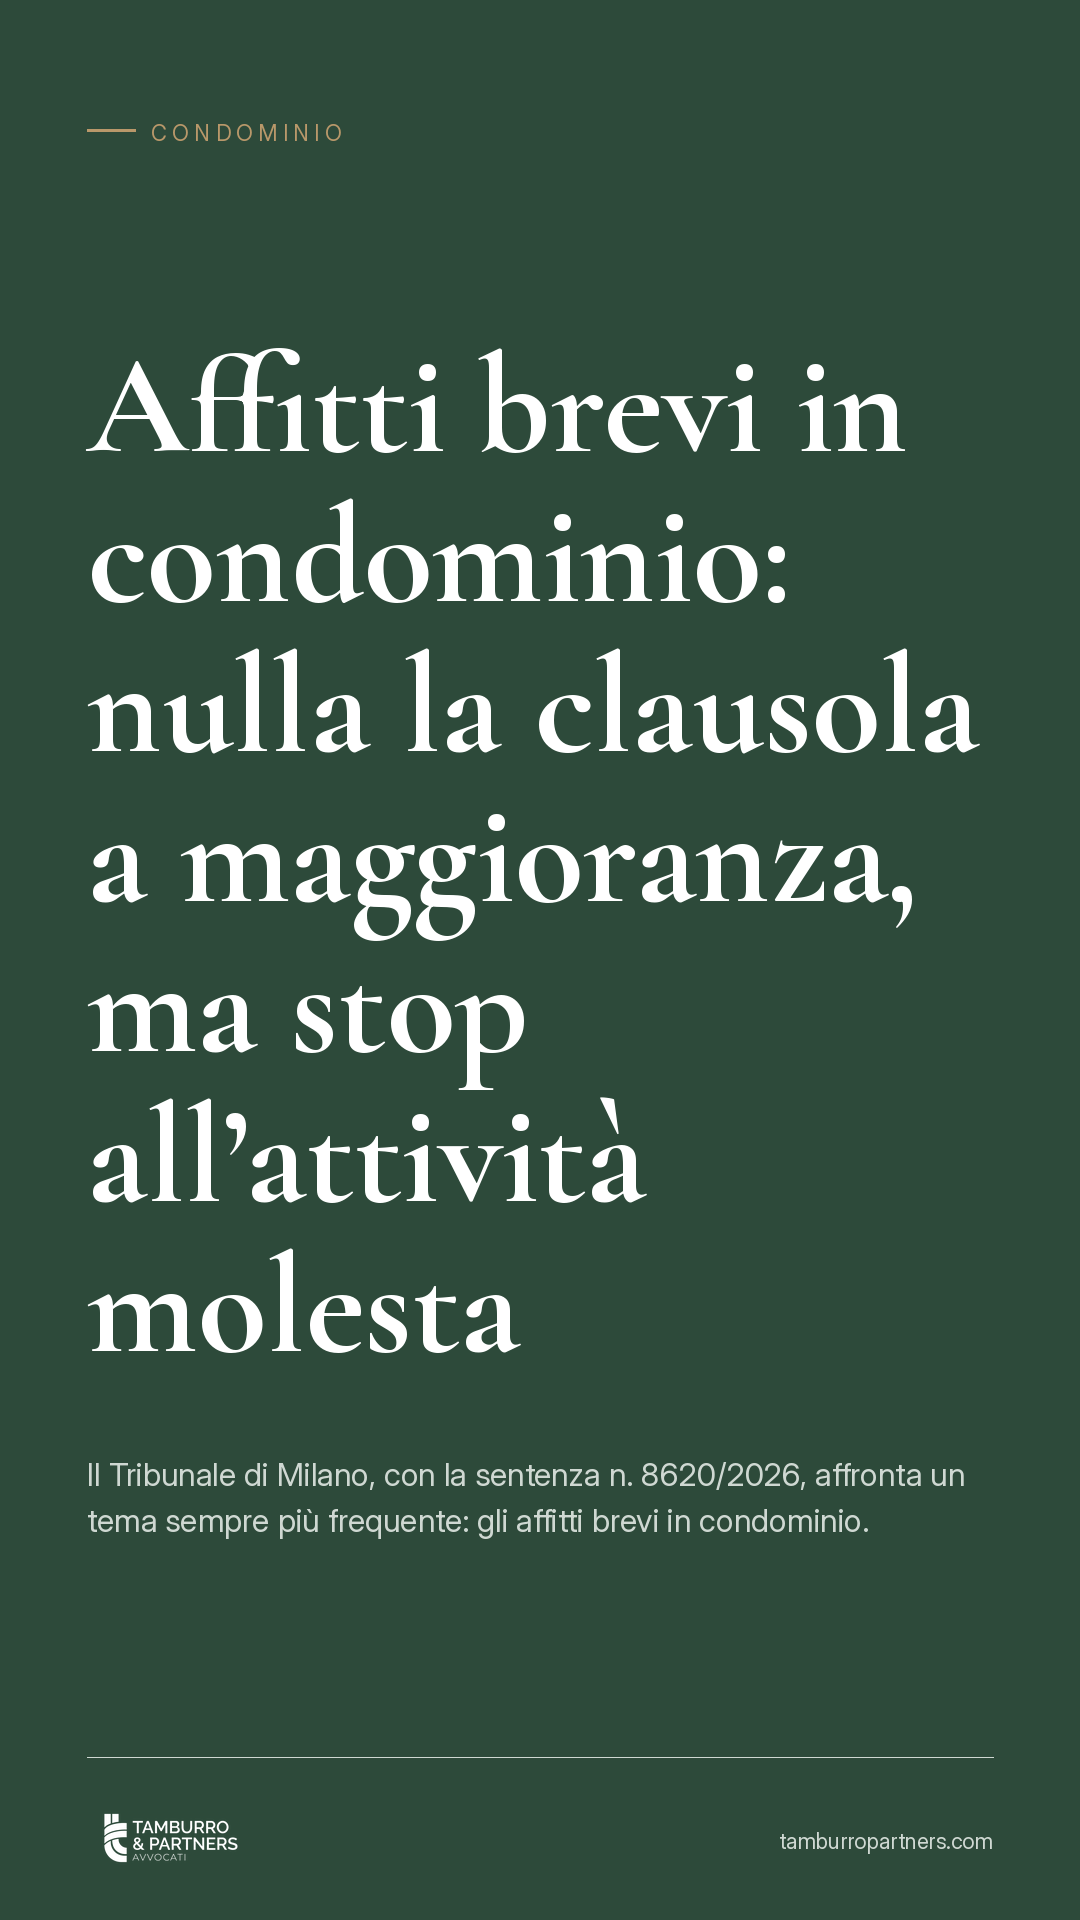 CONDOMINIO
Affitti brevi in
condominio:
nulla la clausola
a maggioranza,
ma stop
all’attività
molesta
Il Tribunale di Milano, con la sentenza n. 8620/2026, affronta un
tema sempre più frequente: gli affitti brevi in condominio.
TAMBURRO
& PARTNERS
AVVOCATI
tamburropartners.com